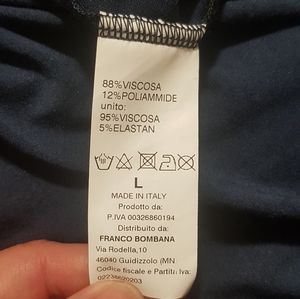 88%VISCOSA
12%POLIAMMIDE
unito:
95%VISCOSA
5%ELASTAN
L
MADE IN ITALY
Prodotto da:
P.IVA 00326860194
Distribuito da:
FRANCO BOMBANA
Via Rodella,10
46040 Guidizzolo (MN
Codice fiscale e Partita Iva
02236620203